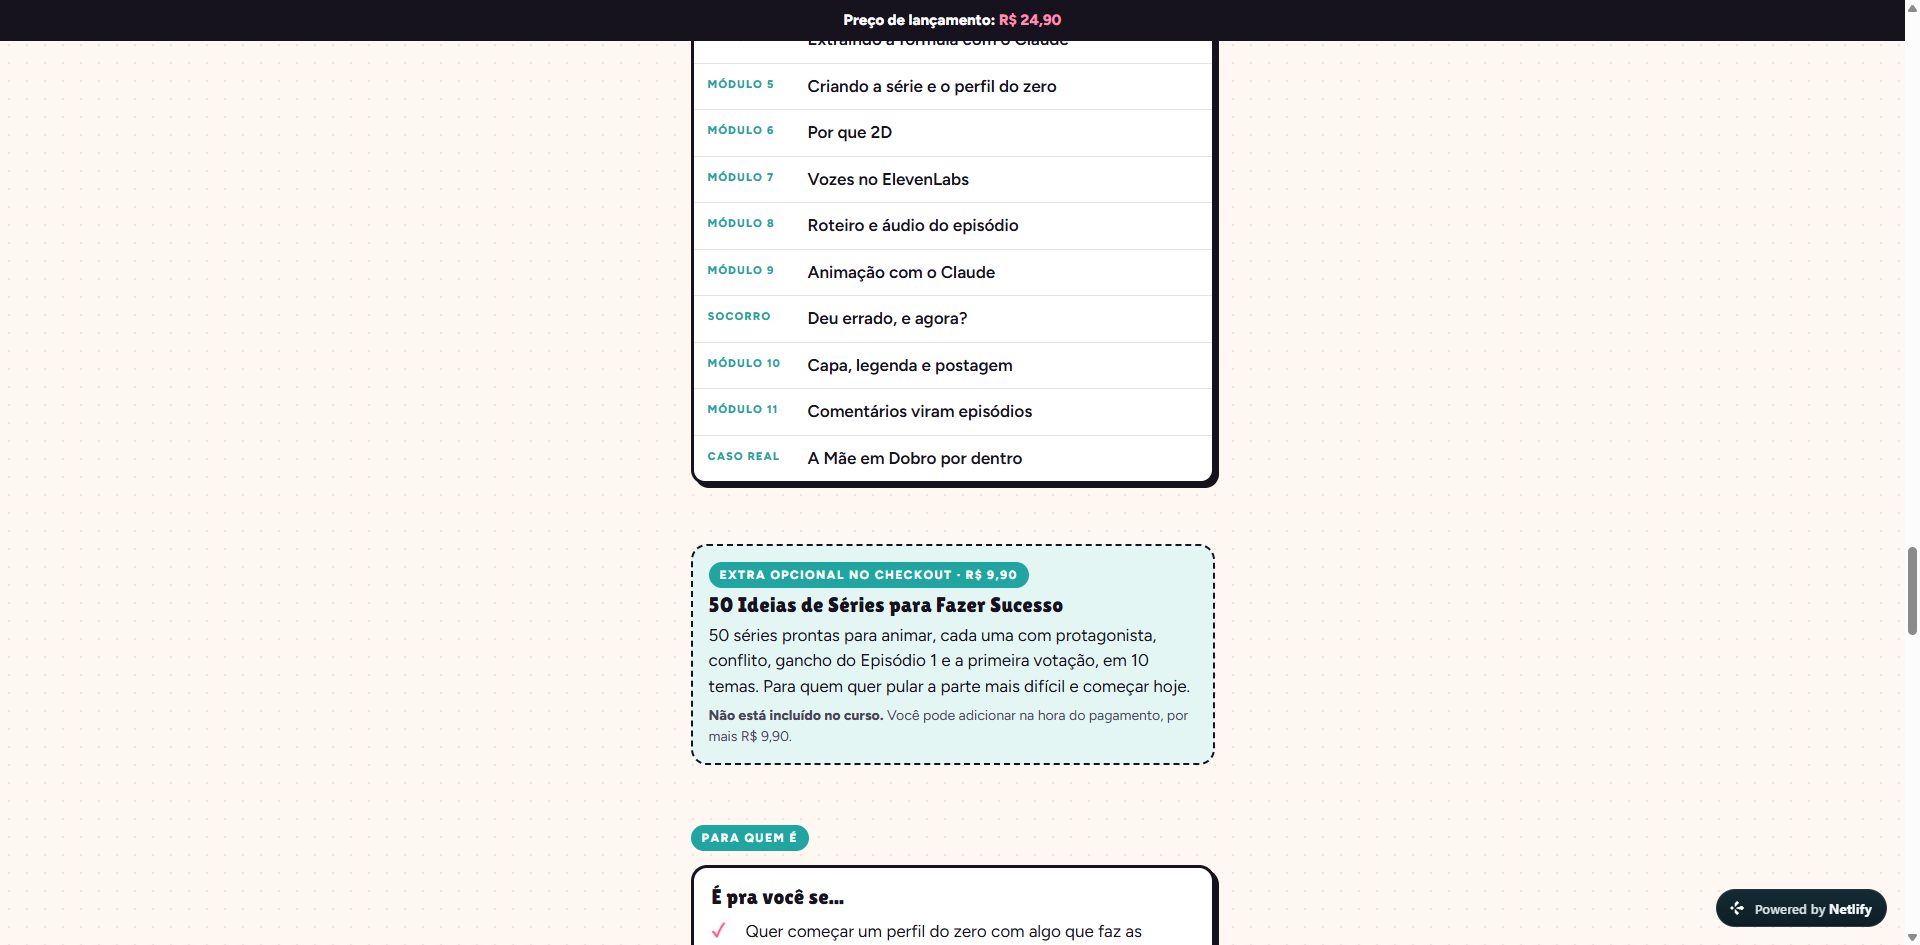 Preço de lançamento: R$ 24,90
Extraindo a fórmula com o Claude
MÓDULO 5 Criando a série e o perfil do zero
MÓDULO 6 Por que 2D
MÓDULO 7 Vozes no ElevenLabs
MÓDULO 8 Roteiro e áudio do episódio
MÓDULO 9 Animação com o Claude
SOCORRO Deu errado, e agora?
MÓDULO 10 Capa, legenda e postagem
MÓDULO 11 Comentários viram episódios
CASO REAL A Mãe em Dobro por dentro
EXTRA OPCIONAL NO CHECKOUT · R$ 9,90
50 Ideias de Séries para Fazer Sucesso
50 séries prontas para animar, cada uma com protagonista,
conflito, gancho do Episódio 1 e a primeira votação, em 10
temas. Para quem quer pular a parte mais difícil e começar hoje.
Não está incluído no curso. Você pode adicionar na hora do pagamento, por
mais R$ 9,90.
PARA QUEM É
É pra você se...
Quer começar um perfil do zero com algo que faz as
Powered by Netlify